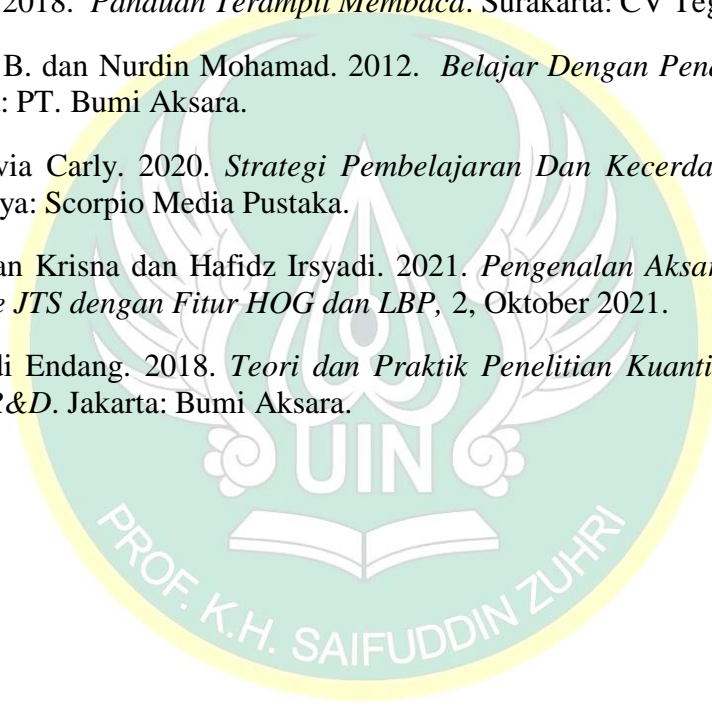 2018. Panduan Terampil Membaca. Surakarta: CV Teg
B. dan Nurdin Mohamad. 2012. Belajar Dengan Pend
: PT. Bumi Aksara.
via Carly. 2020. Strategi Pembelajaran Dan Kecerda
ya: Scorpio Media Pustaka.
an Krisna dan Hafidz Irsyadi. 2021. Pengenalan Aksar
e JTS dengan Fitur HOG dan LBP, 2, Oktober 2021.
di Endang. 2018. Teori dan Praktik Penelitian Kuanti
R&D. Jakarta: Bumi Aksara.
UIN
PROF. K.H. SAIFUDDIN ZUHRI